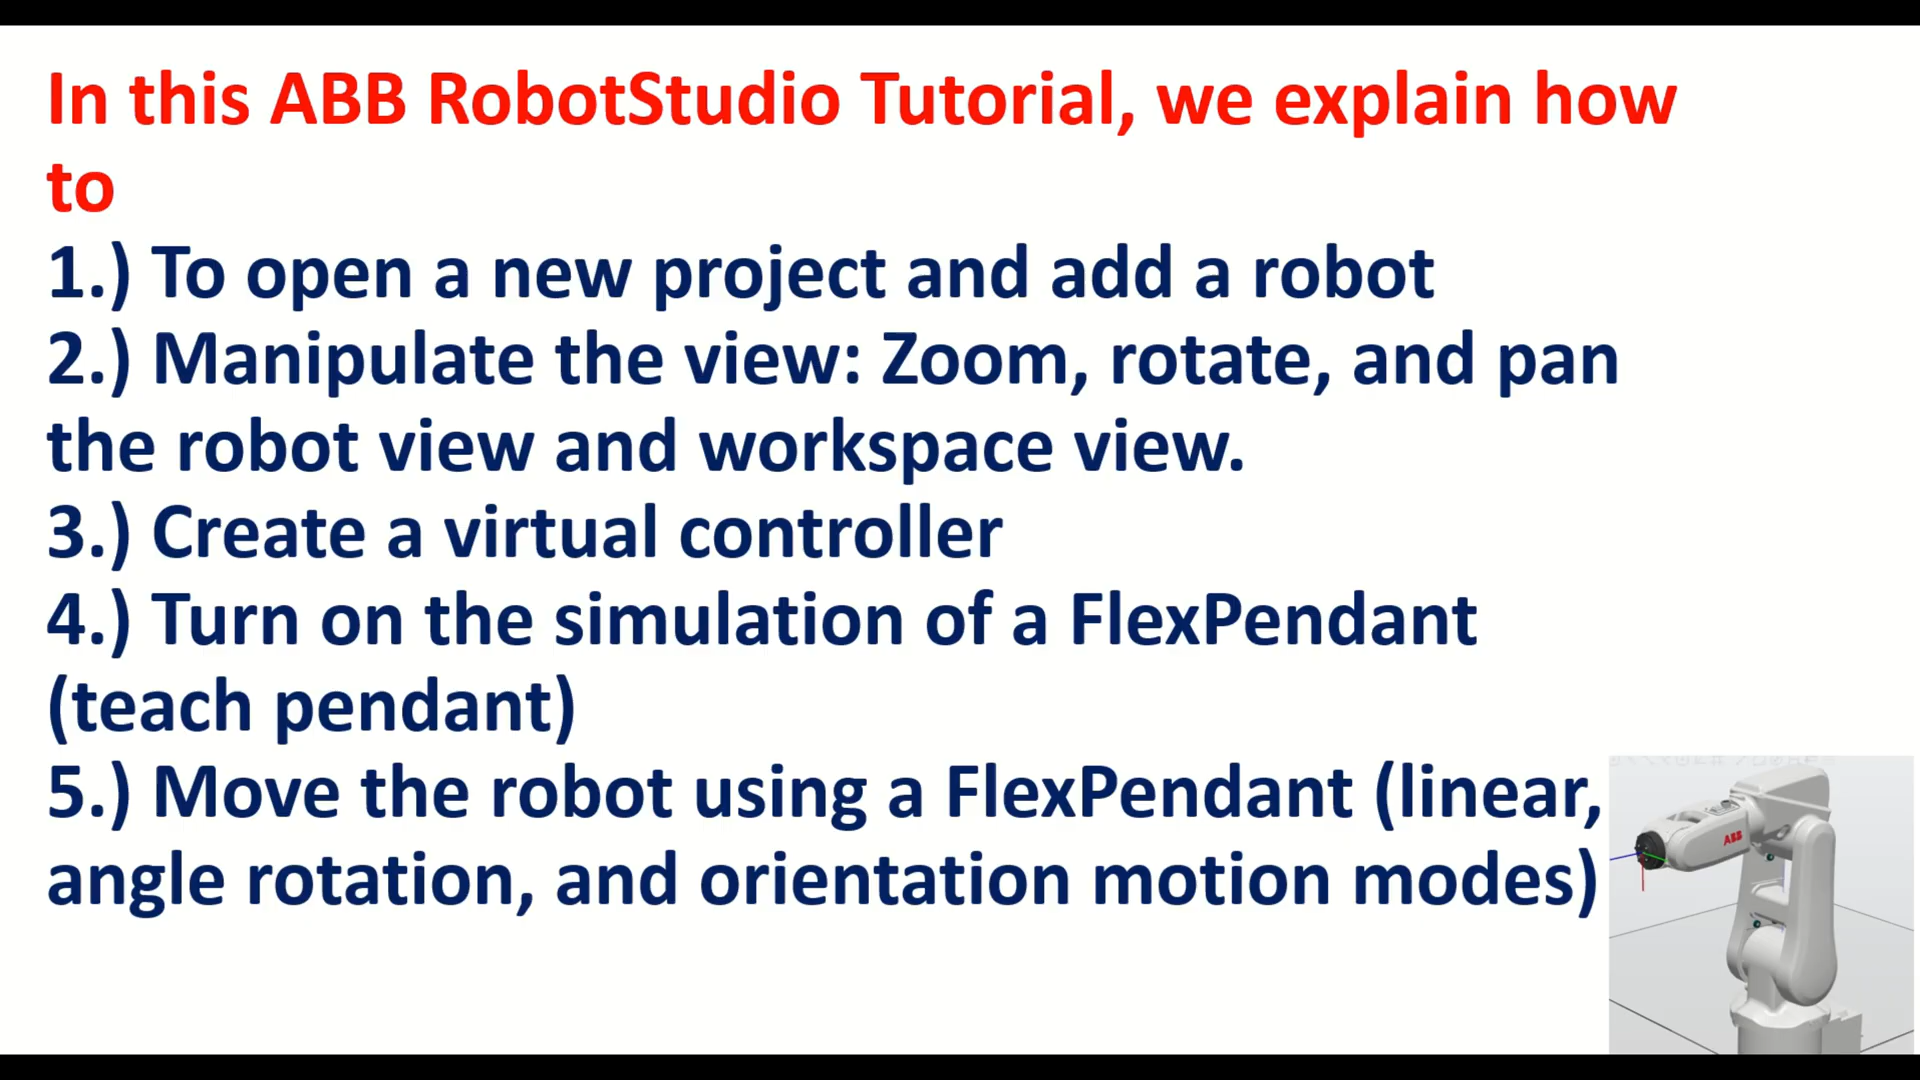 In this ABB RobotStudio Tutorial, we explain how
to
1.) To open a new project and add a robot
2.) Manipulate the view: Zoom, rotate, and pan
the robot view and workspace view.
3.) Create a virtual controller
4.) Turn on the simulation of a FlexPendant
(teach pendant)
5.) Move the robot using a FlexPendant (linear,
angle rotation, and orientation motion modes)
ABB